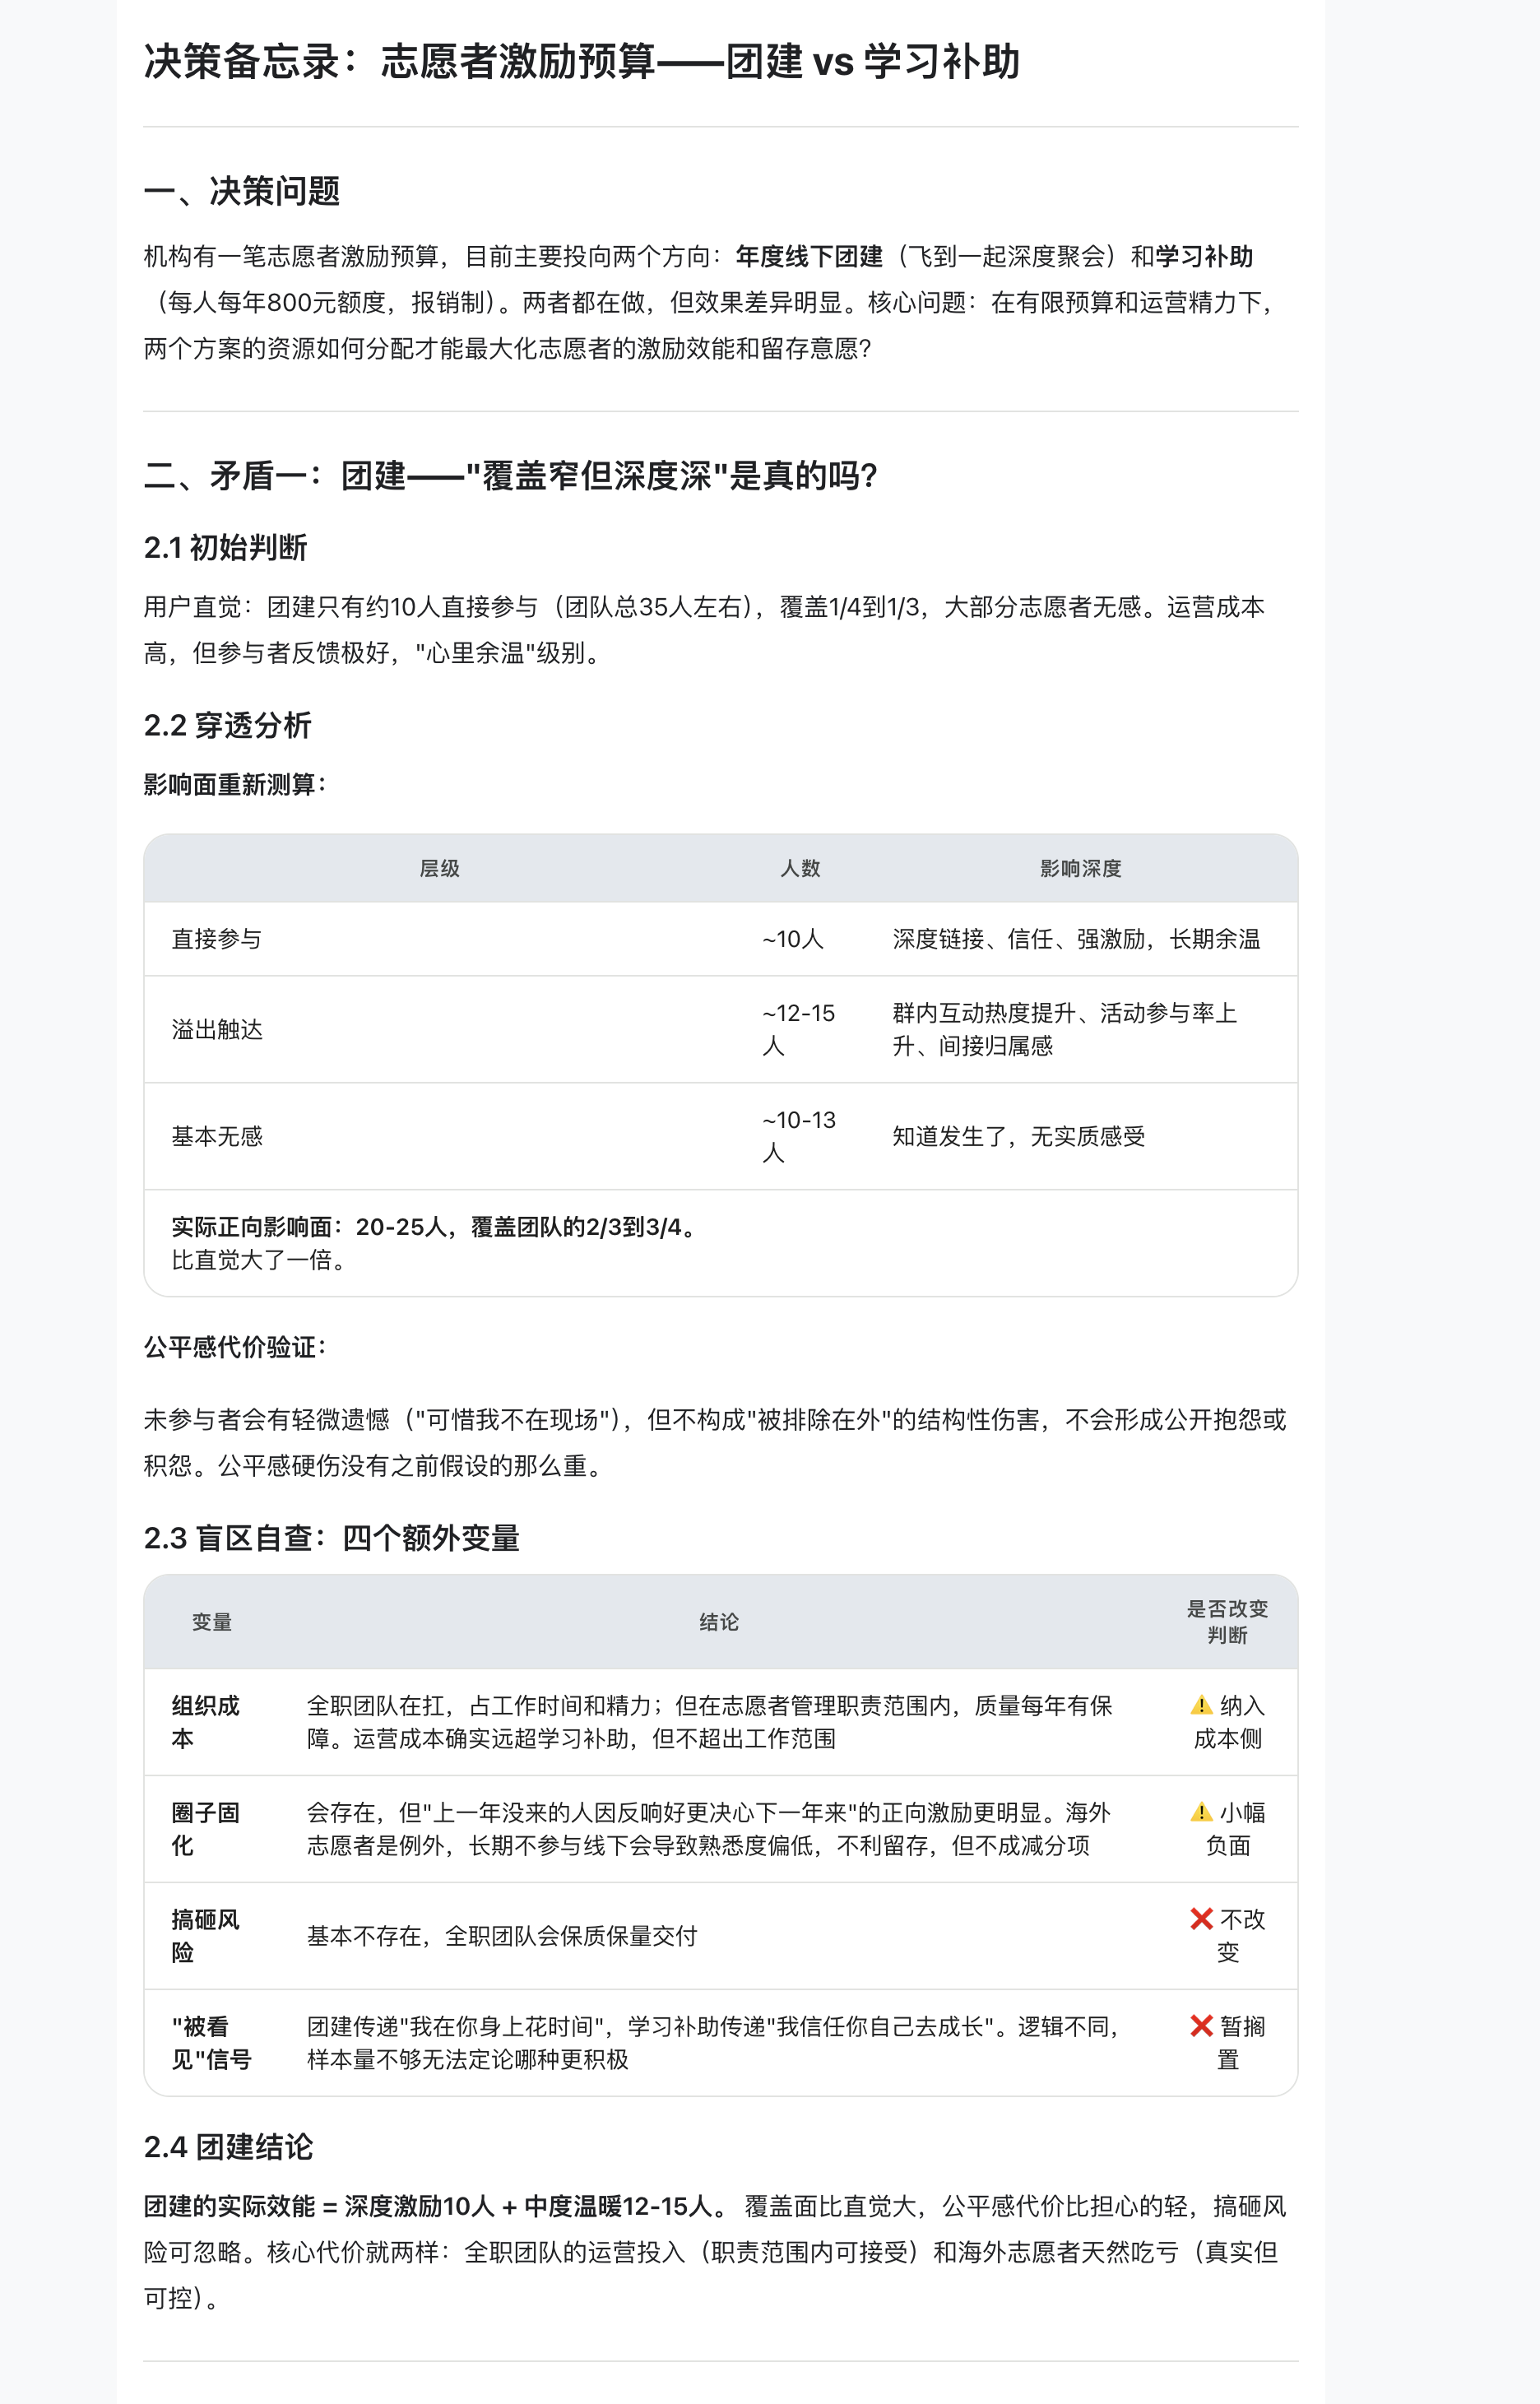 决策备忘录：志愿者激励预算——团建 vs 学习补助
一、决策问题
机构有一笔志愿者激励预算，目前主要投向两个方向：年度线下团建（飞到一起深度聚会）和学习补助
（每人每年800元额度，报销制）。两者都在做，但效果差异明显。核心问题：在有限预算和运营精力下，
两个方案的资源如何分配才能最大化志愿者的激励效能和留存意愿？
二、矛盾一：团建——"覆盖窄但深度深"是真的吗？
2.1 初始判断
用户直觉：团建只有约10人直接参与（团队总35人左右），覆盖1/4到1/3，大部分志愿者无感。运营成本
高，但参与者反馈极好，"心里余温"级别。
2.2 穿透分析
影响面重新测算：
层级 人数 影响深度
直接参与 ~10人 深度链接、信任、强激励，长期余温
溢出触达
~12-15
人
群内互动热度提升、活动参与率上
升、间接归属感
基本无感
~10-13
人
知道发生了，无实质感受
实际正向影响面：20-25人，覆盖团队的2/3到3/4。
比直觉大了一倍。
公平感代价验证：
未参与者会有轻微遗憾（"可惜我不在现场"），但不构成"被排除在外"的结构性伤害，不会形成公开抱怨或
积怨。公平感硬伤没有之前假设的那么重。
2.3 盲区自查：四个额外变量
变量
结论
是否改变
判断
组织成
本
全职团队在扛，占工作时间和精力；但在志愿者管理职责范围内，质量每年有保
障。运营成本确实远超学习补助，但不超出工作范围
⚠️ 纳入
成本侧
圈子固
化
会存在，但"上一年没来的人因反响好更决心下一年来"的正向激励更明显。海外
志愿者是例外，长期不参与线下会导致熟悉度偏低，不利留存，但不成减分项
⚠️ 小幅
负面
搞砸风
险
基本不存在，全职团队会保质保量交付
❌ 不改
变
"被看
见"信号
团建传递"我在你身上花时间"，学习补助传递"我信任你自己去成长"。逻辑不同，
样本量不够无法定论哪种更积极
❌ 暂搁
置
2.4 团建结论
团建的实际效能 = 深度激励10人 + 中度温暖12-15人。 覆盖面比直觉大，公平感代价比担心的轻，搞砸风
险可忽略。核心代价就两样：全职团队的运营投入（职责范围内可接受）和海外志愿者天然吃亏（真实但
可控）。